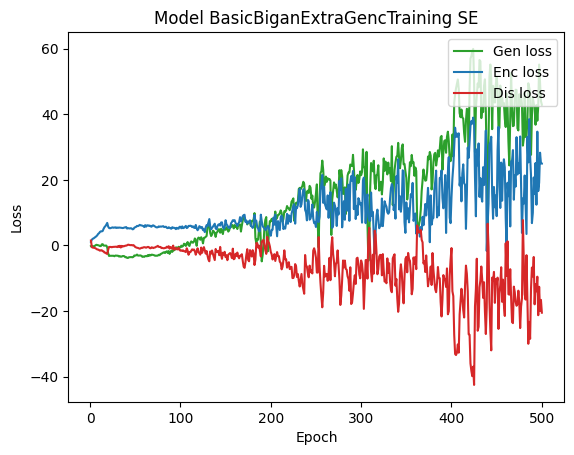 Model BasicBiganExtraGencTraining SE
Gen loss
Enc loss
Dis loss
60
40
20
0
−20
−40
Loss
0
100
200
300
400
500
Epoch